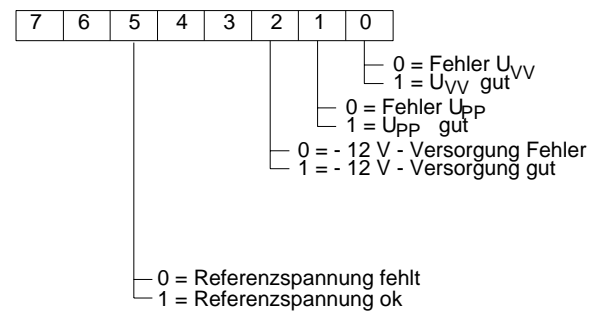 7 6 5 4 3 2 1 0
0 = Fehler UVV
1 = UVV gut
0 = Fehler UPP
1 = UPP gut
0 = - 12 V - Versorgung Fehler
1 = - 12 V - Versorgung gut
0 = Referenzspannung fehlt
1 = Referenzspannung ok